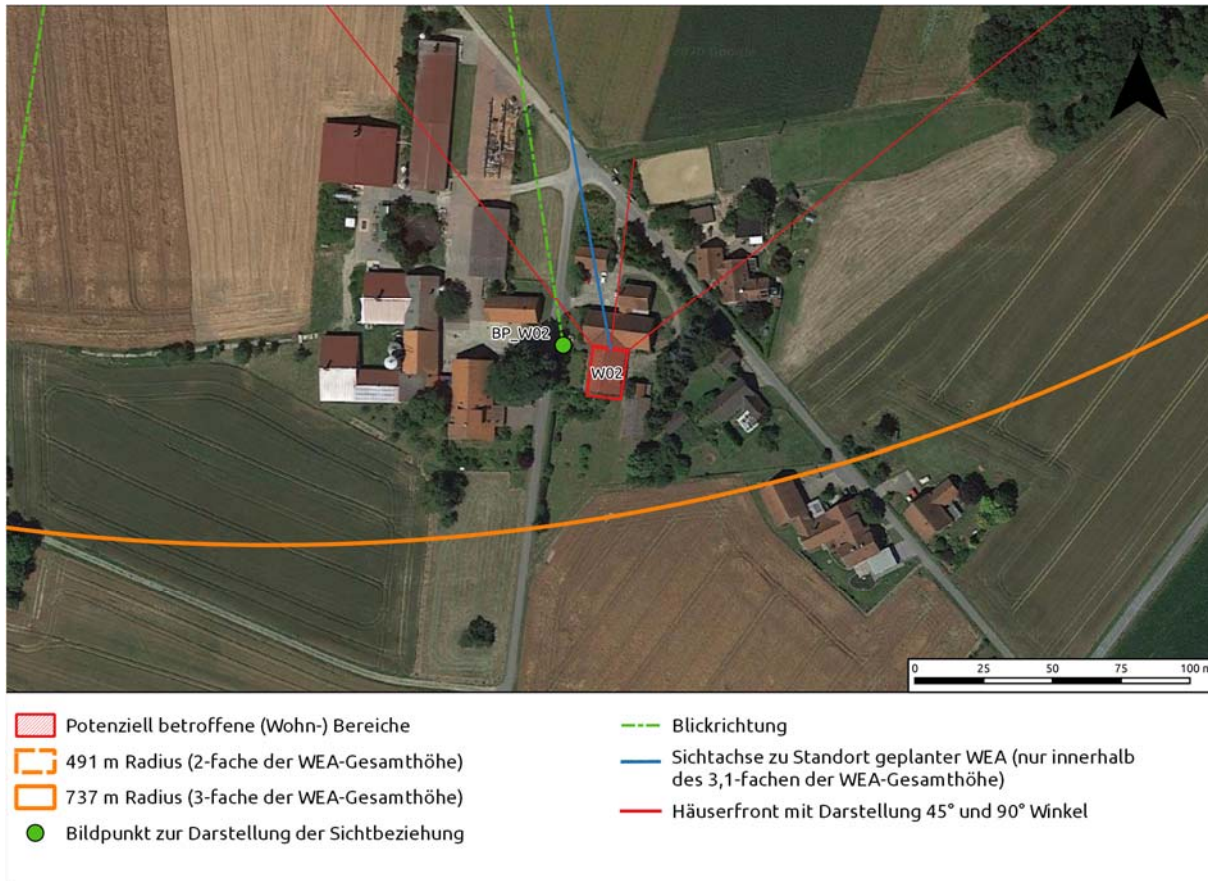 N
BP_W02
W02
0 25 50 75 100 m
Potenziell betroffene (Wohn-) Bereiche
491 m Radius (2-fache der WEA-Gesamthöhe)
737 m Radius (3-fache der WEA-Gesamthöhe)
Bildpunkt zur Darstellung der Sichtbeziehung
Blickrichtung
Sichtachse zu Standort geplanter WEA (nur innerhalb
des 3,1-fachen der WEA-Gesamthöhe)
Häuserfront mit Darstellung 45° und 90° Winkel